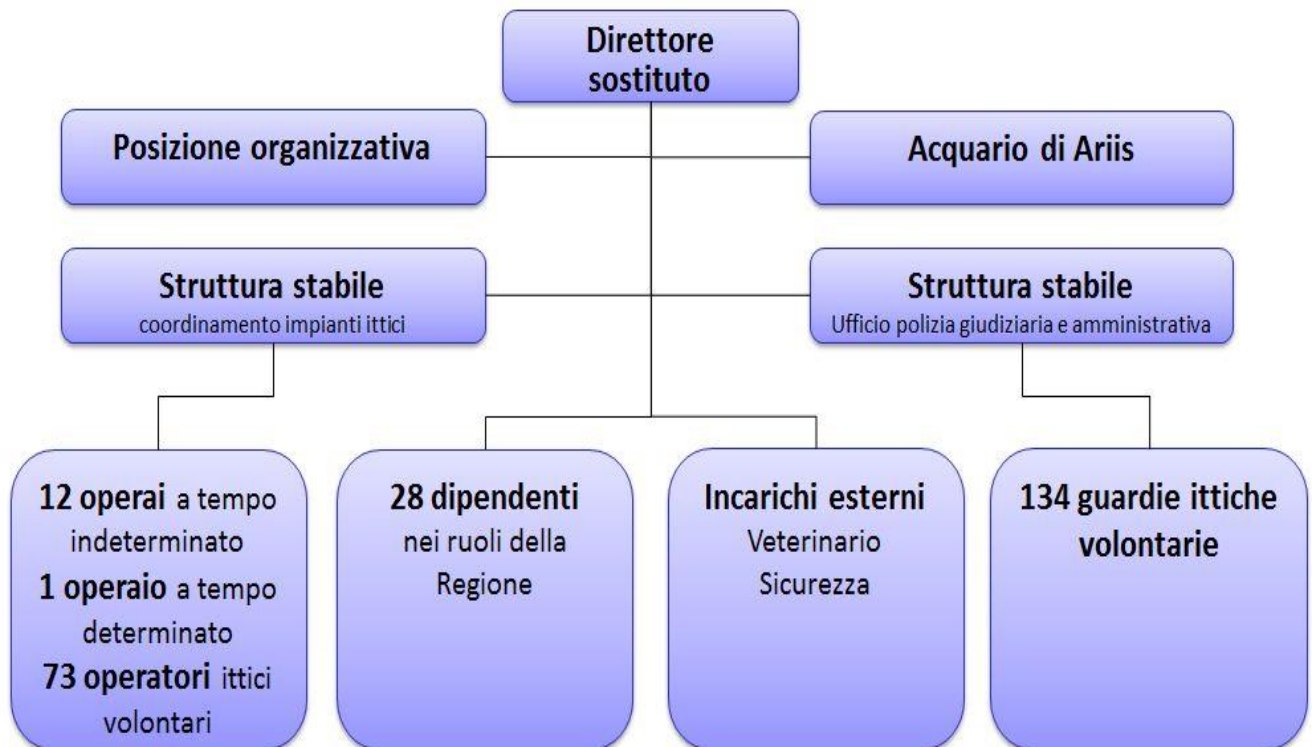 Direttore
sostituto
Posizione organizzativa
Acquario di Ariis
Struttura stabile
coordinamento impianti ittici
Struttura stabile
Ufficio polizia giudiziaria e amministrativa
12 operai a tempo
indeterminato
1 operaio a tempo
determinato
73 operatori ittici
volontari
28 dipendenti
nei ruoli della
Regione
Incarichi esterni
Veterinario
Sicurezza
134 guardie ittiche
volontarie